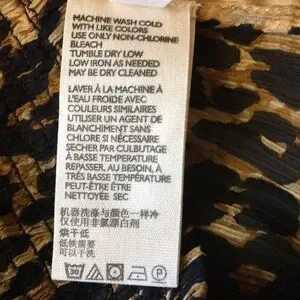 MACHINE WASH COLD
WITH LIKE COLORS
USE ONLY NON-CHLORINE
BLEACH
TUMBLE DRY LOW
LOW IRON AS NEEDED
MAY BE DRY CLEANED
LAVER À LA MACHINE À
L'EAU FROIDE AVEC
COULEURS SIMILAIRES
UTILISER UN AGENT DE
BLANCHIMENT SANS
CHLORE SI NÉCESSAIRE
SECHER PAR CULBUTAGE
À BASSE TEMPERATURE
REPASSER, AU BESOIN, À
TRÉS BASSE TEMPÉRATURE
PEUT-ÊTRE ÊTRE
NETTOYÉE SEC
机器洗涤与颜色一样冷
仅使用非氯漂白剂
烘干低
低铁需要
可以干洗
30
P